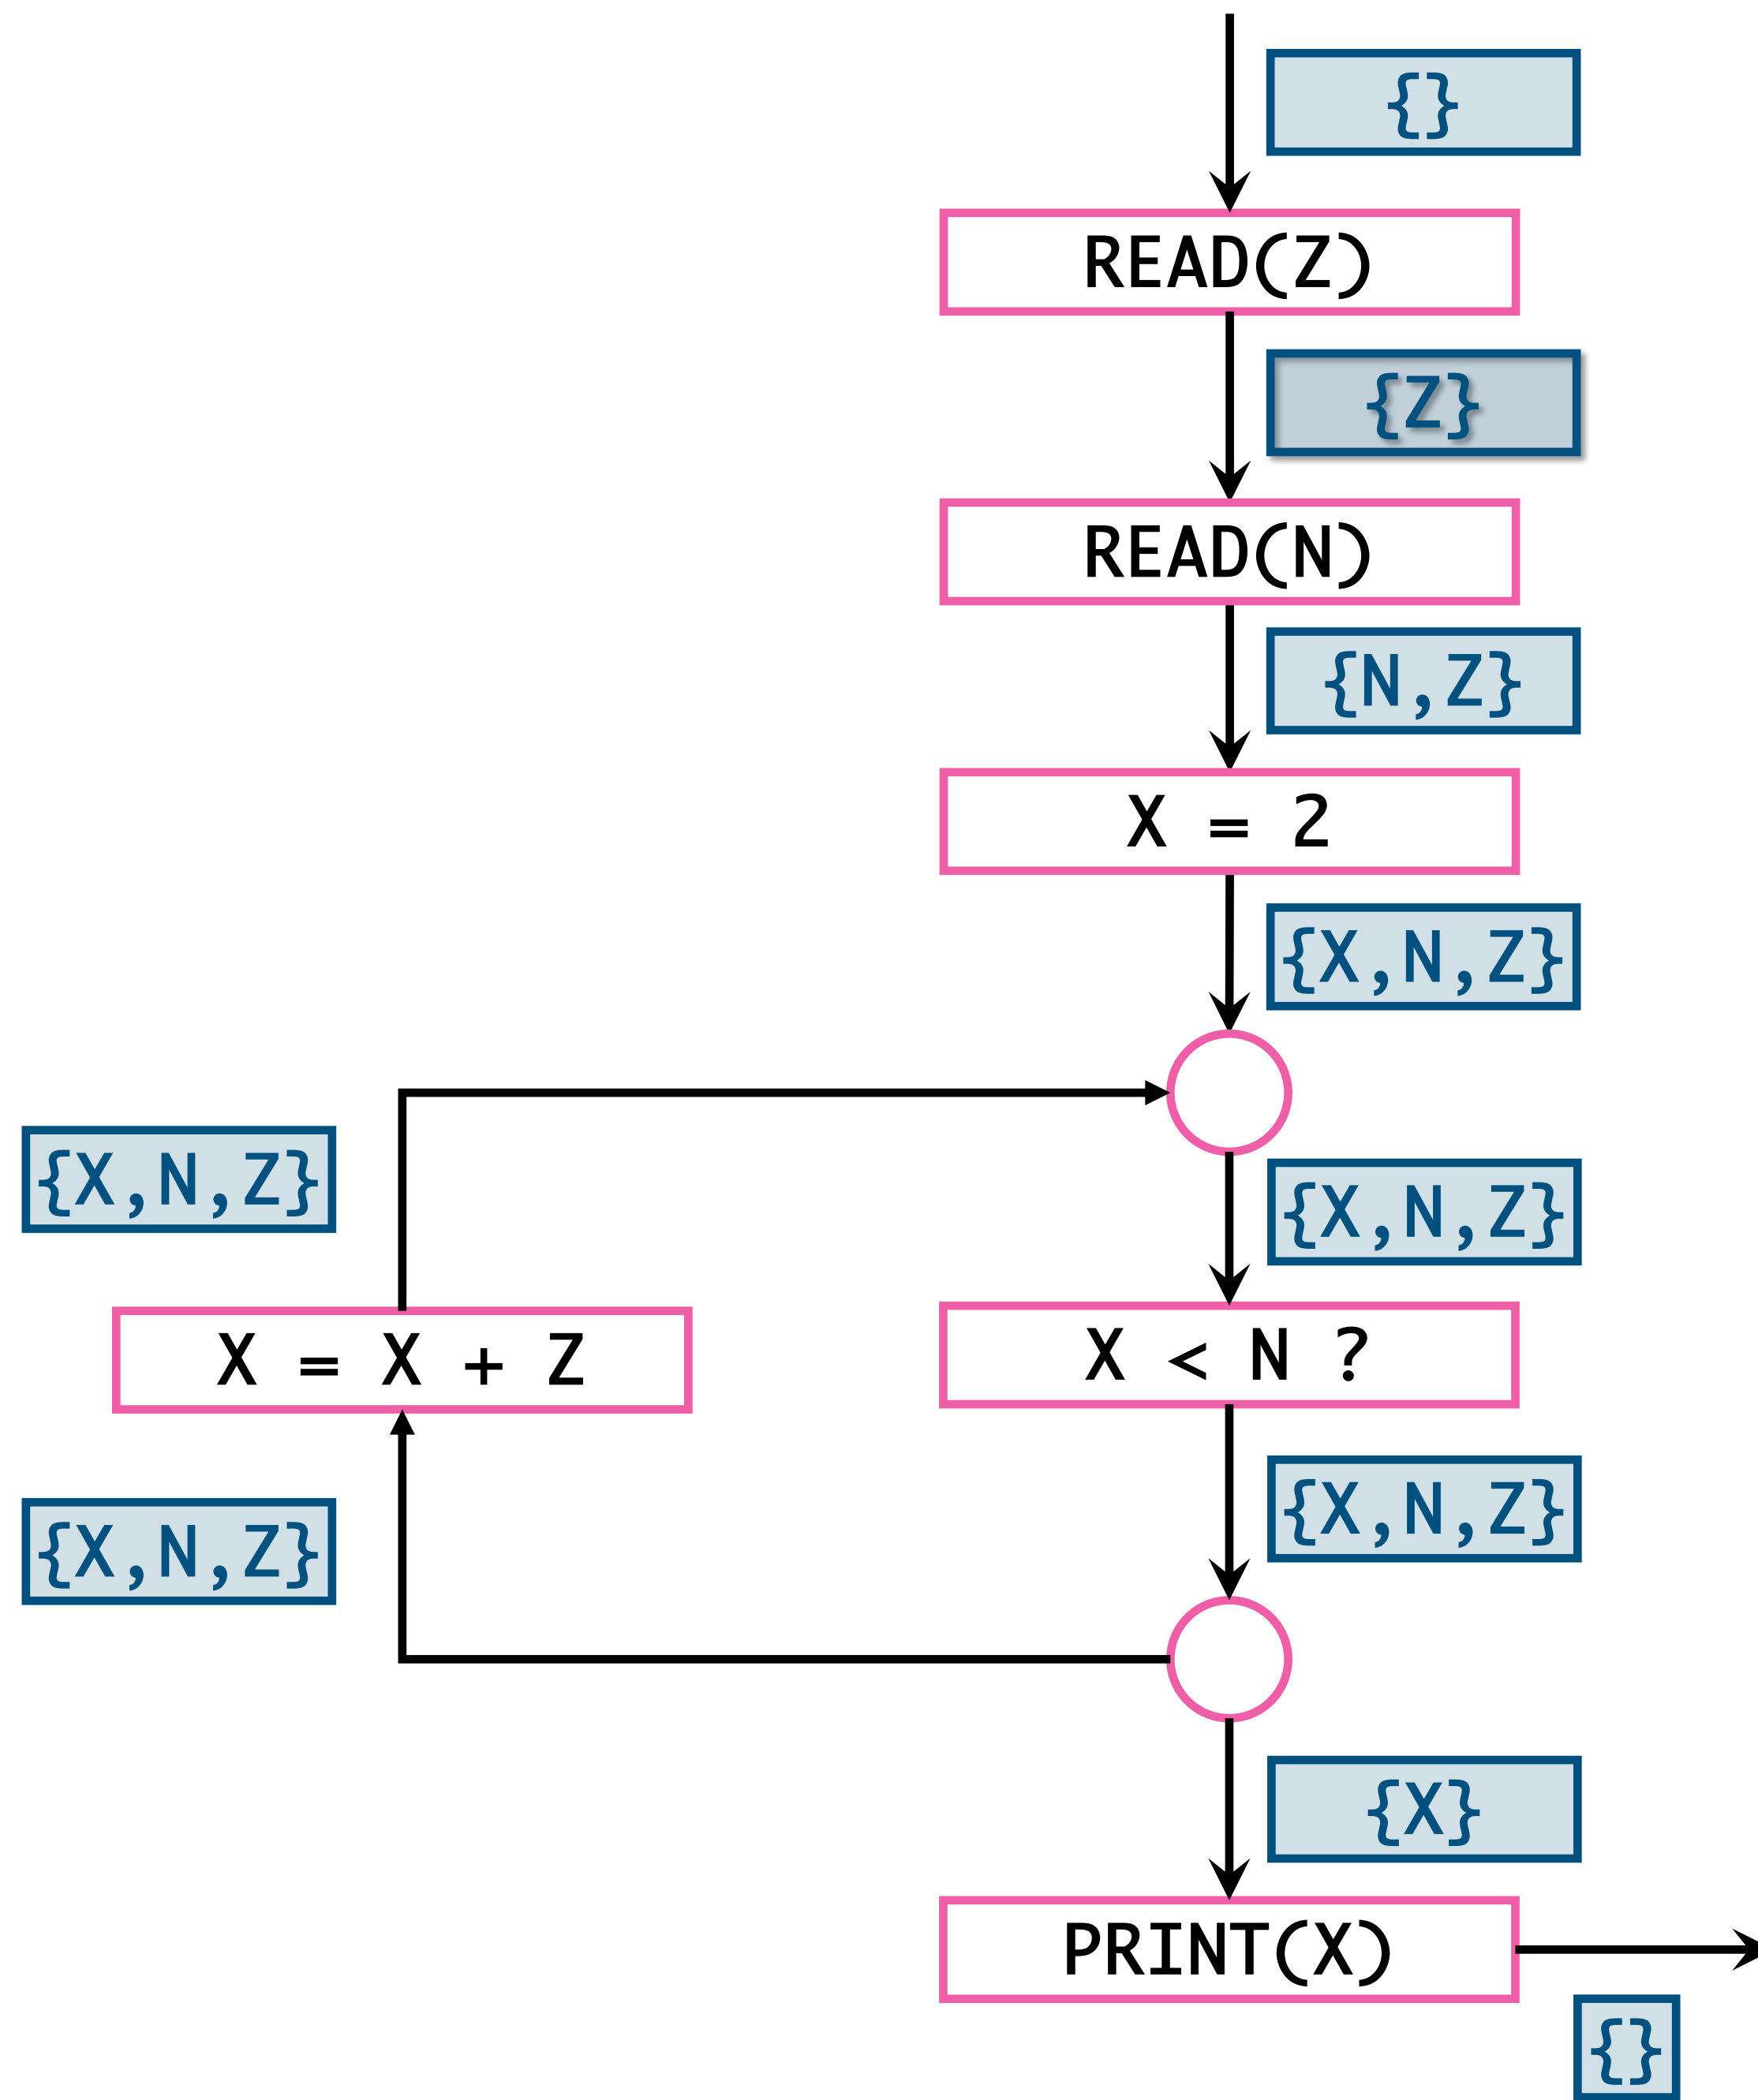 {}
READ(Z)
{Z}
READ(N)
{N,Z}
X = 2
{X,N,Z}
{X,N,Z}
{X,N,Z}
X = X + Z
X < N ?
{X,N,Z}
{X,N,Z}
{X}
PRINT(X)
{}